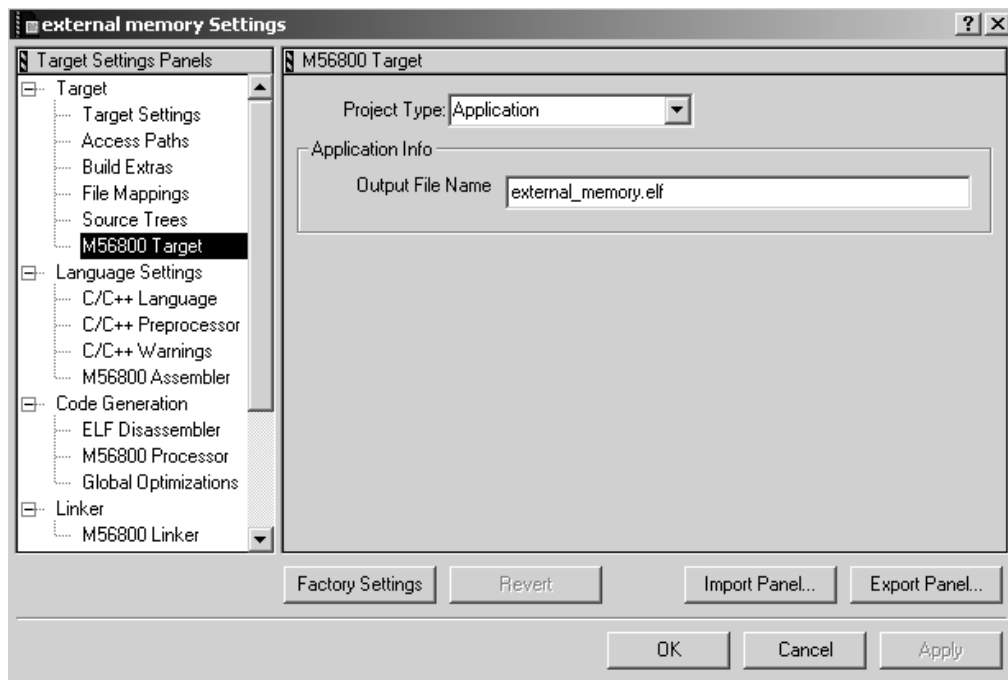 external memory Settings
Target Settings Panels
Target
Target Settings
Access Paths
Build Extras
File Mappings
Source Trees
M56800 Target
Language Settings
C/C++ Language
C/C++ Preprocessor
C/C++ Warnings
M56800 Assembler
Code Generation
ELF Disassembler
M56800 Processor
Global Optimizations
Linker
M56800 Linker
M56800 Target
Project Type: Application
Application Info
Output File Name external_memory.elf
Factory Settings Revert Import Panel... Export Panel...
OK Cancel Apply